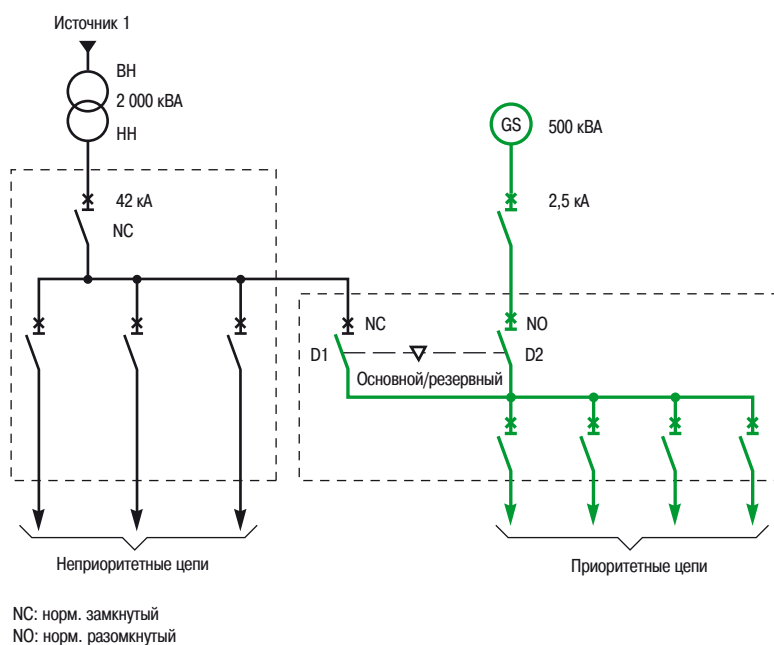 Источник 1
ВН
2 000 кВА
НН
GS
500 кВА
42 кА
NC
2,5 кА
NC
NO
D1
D2
Основной/резервный
Неприоритетные цепи
Приоритетные цепи
NC: норм. замкнутый
NO: норм. разомкнутый